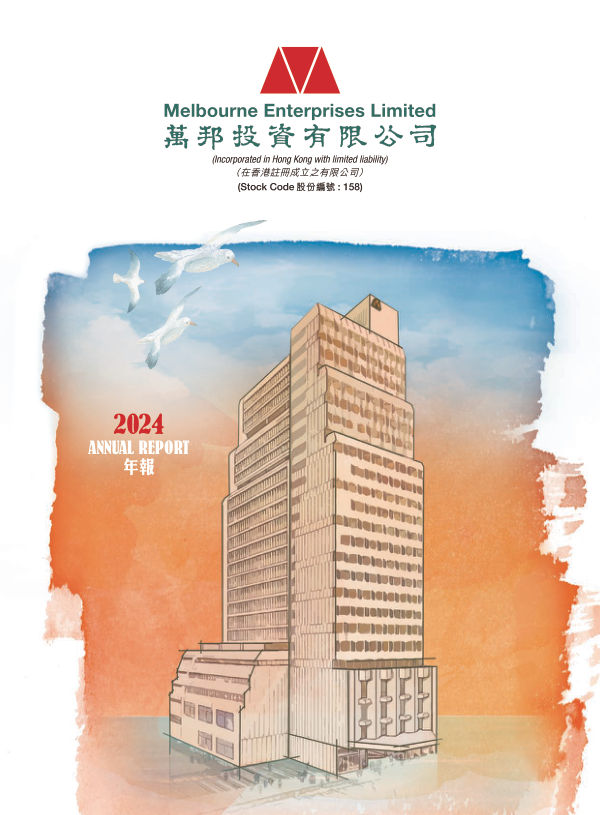 Melbourne Enterprises Limited
萬邦投資有限公司
(Incorporated in Hong Kong with limited liability)
（在香港註冊成立之有限公司）
(Stock Code 股份編號 : 158)
2024
ANNUAL REPORT
年報